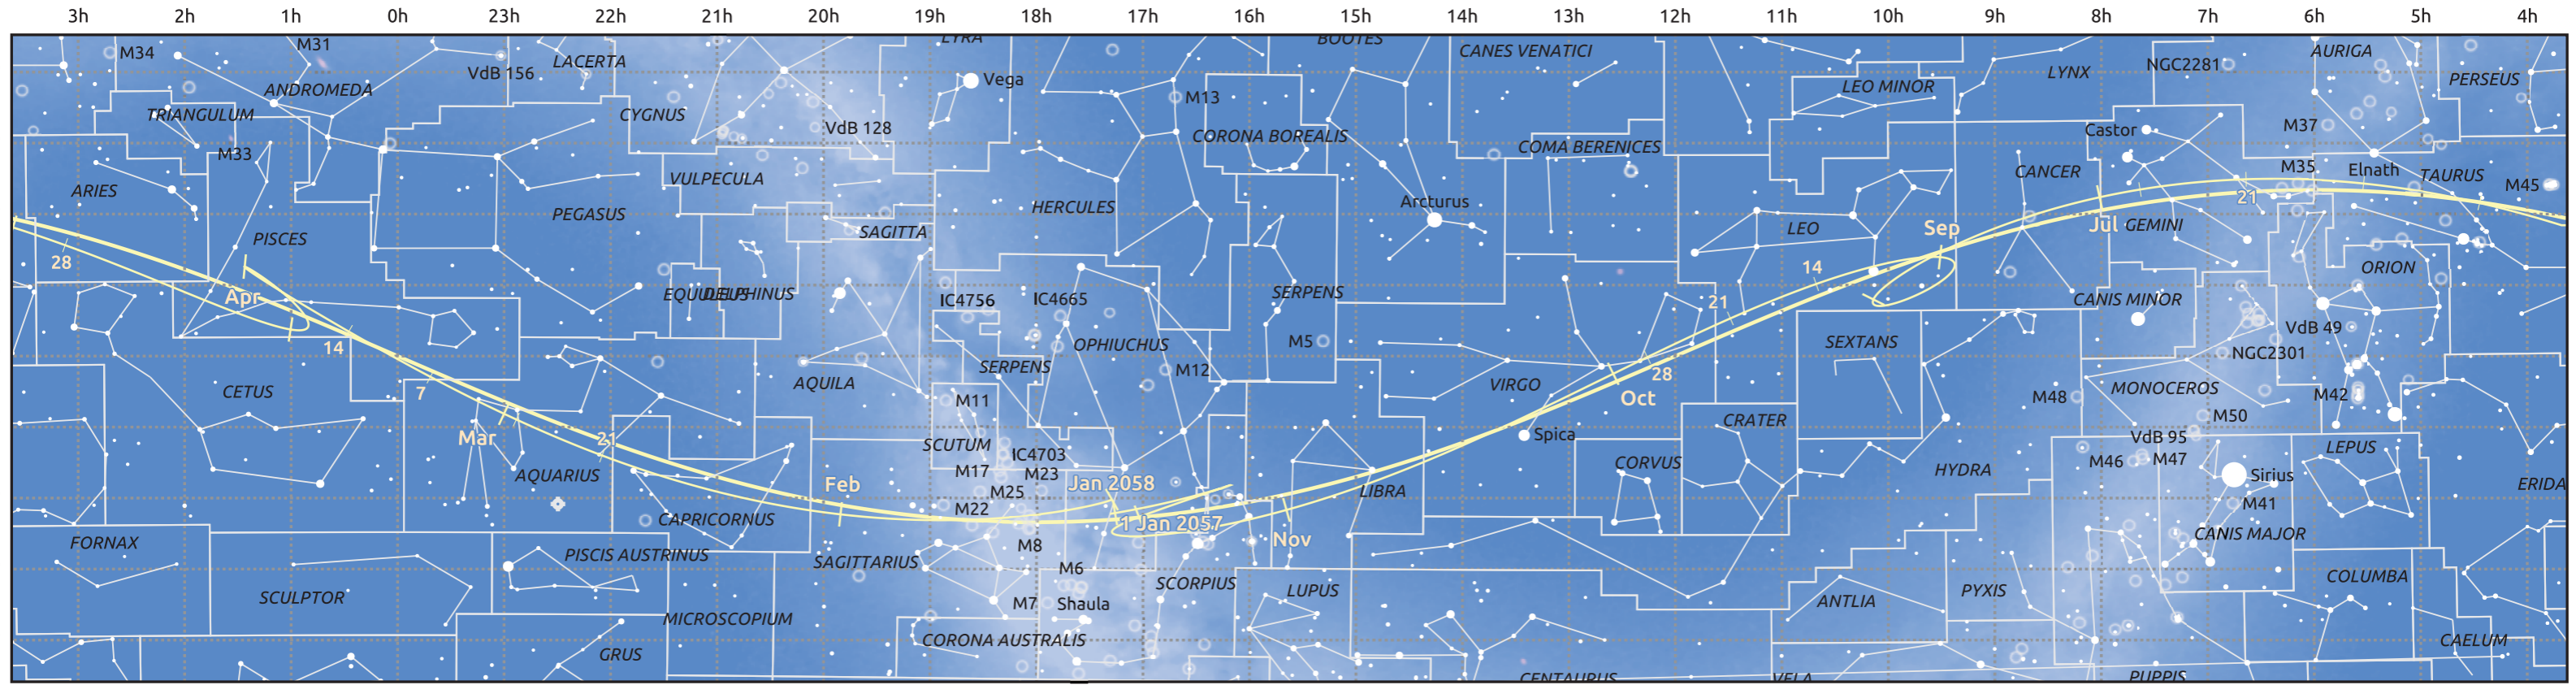 3h 2h 1h 0h 23h 22h 21h 20h 19h 18h 17h 16h 15h 14h 13h 12h 11h 10h 9h 8h 7h 6h 5h 4h
M34
M31
VdB 156
LACERTA
LYRA
BOOTES
CANES VENATICI
AURIGA
ANDROMEDA
Vega
LEO MINOR
LYNX
NGC2281
PERSEUS
TRIANGULUM
CYGNUS
M13
VdB 128
CORONA BOREALIS
COMA BERENICES
Castor
M37
M33
ARIES
VULPECULA
CANCER
M35
Elnath
TAURUS
M45
PEGASUS
HERCULES
Arcturus
21
PISCES
SAGITTA
LEO
Sep
Jul
GEMINI
28
14
ORION
Apr
EQUULEUS
DELPHINUS
IC4756
IC4665
SERPENS
21
CANIS MINOR
14
OPHIUCHUS
M5
SEXTANS
VdB 49
NGC2301
CETUS
7
AQUILA
SERPENS
M12
VIRGO
28
MONOCEROS
M42
M11
Oct
M48
M50
Mar
21
SCUTUM
IC4703
Spica
CRATER
VdB 95
LEPUS
AQUARIUS
Feb
M17
M23
Jan 2058
CORVUS
HYDRA
M46
M47
Sirius
M25
LIBRA
ERIDA
CAPRICORNUS
M22
1 Jan 2057
M41
FORNAX
PISCIS AUSTRINUS
M8
Nov
CANIS MAJOR
SAGITTARIUS
M6
SCORPIUS
LUPUS
PYXIS
COLUMBA
SCULPTOR
MICROSCOPIUM
M7
Shaula
ANTLIA
GRUS
CORONA AUSTRALIS
CAELUM
CENTAURUS
VELA
PUPPIS